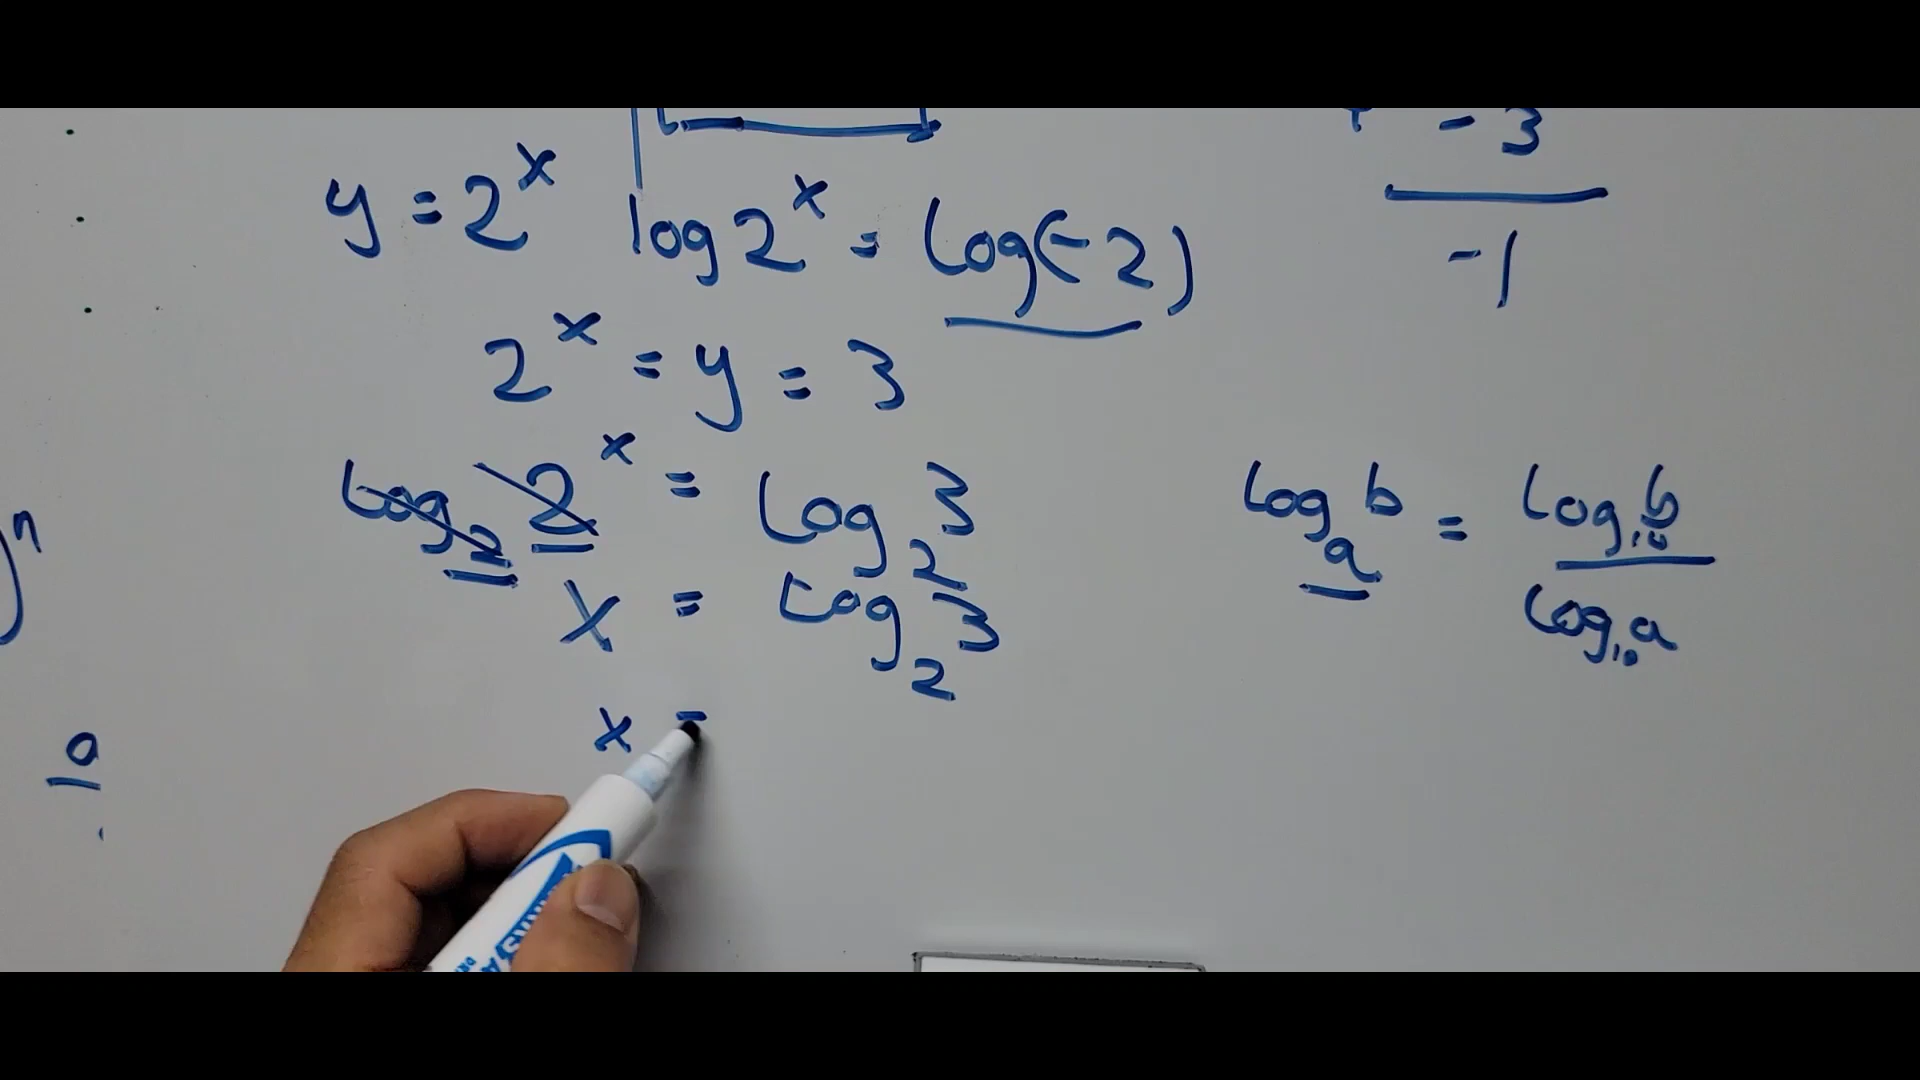 - 3
y = 2^x
log 2^x = log(-2)
-1
2^x = y = 3
log_2 2^x = log_2 3
log_a b = log_10 b / log_10 a
n
x = log_2 3
x =
a